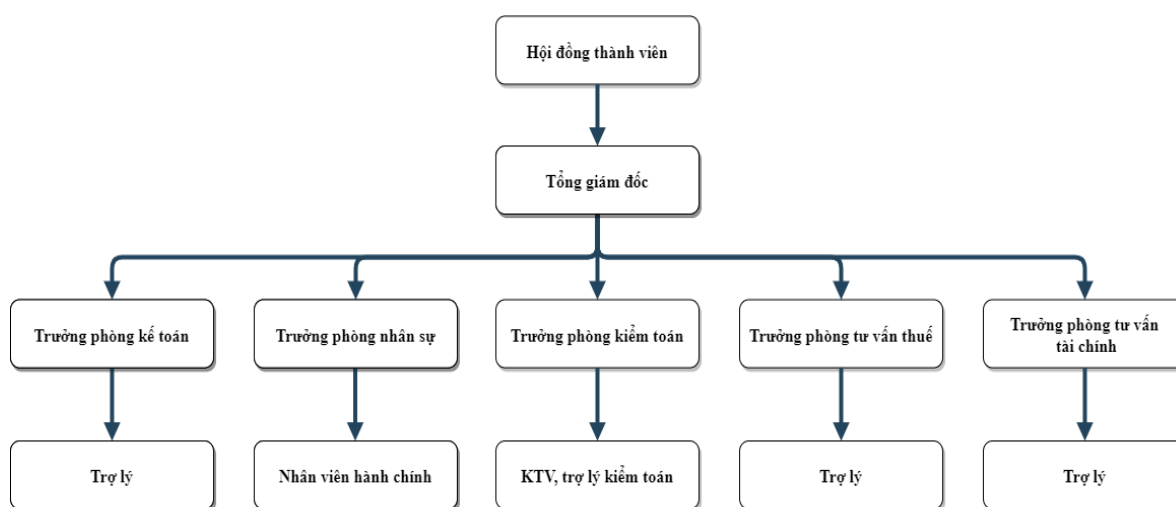 Hội đồng thành viên
Tổng giám đốc
Trưởng phòng kế toán
Trưởng phòng nhân sự
Trưởng phòng kiểm toán
Trưởng phòng tư vấn thuế
Trưởng phòng tư vấn
tài chính
Trợ lý
Nhân viên hành chính
KTV, trợ lý kiểm toán
Trợ lý
Trợ lý